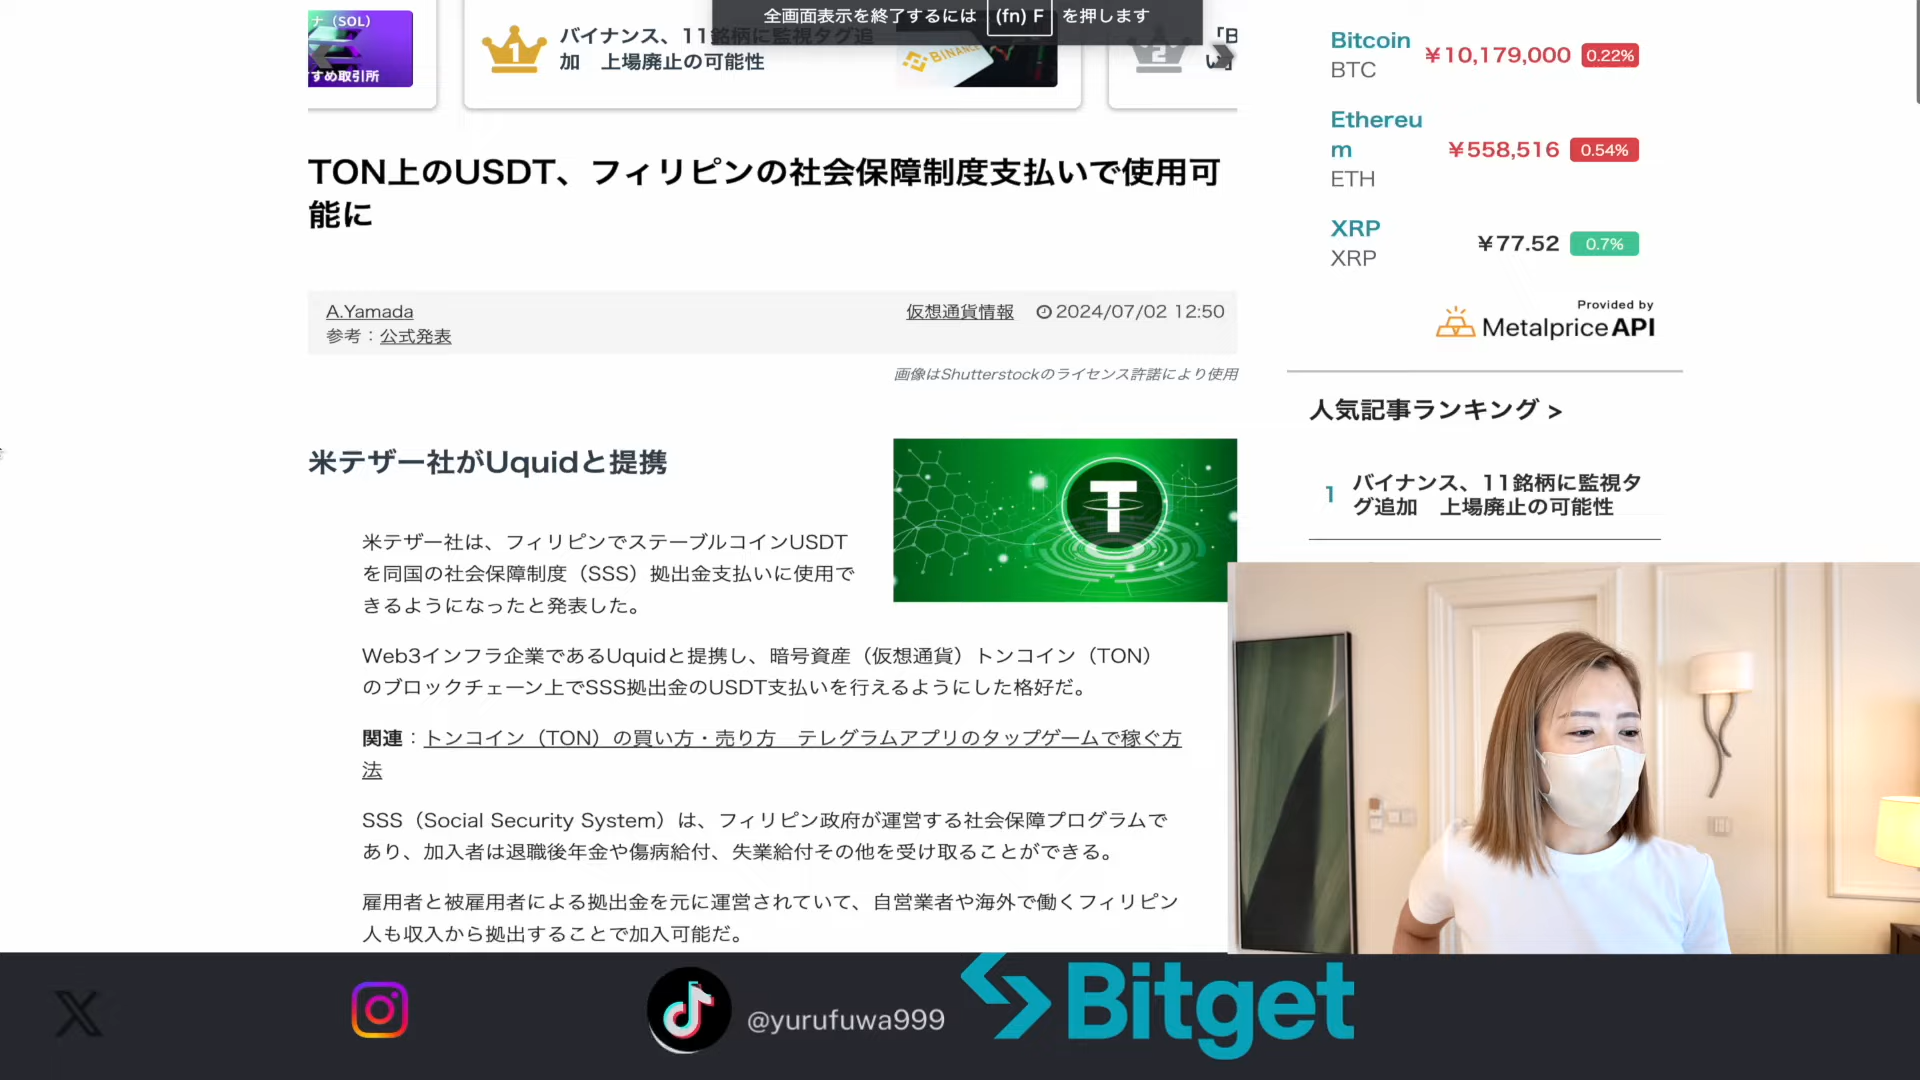 ナ（SOL）
すめ取引所
1
バイナンス、11銘柄に監視タグ追
加　上場廃止の可能性
BINANCE
全画面表示を終了するには (fn) F を押します
2
「B
Bitcoin
BTC
¥10,179,000
0.22%
Ethereu
m
ETH
¥558,516
0.54%
XRP
XRP
¥77.52
0.7%
Provided by
MetalpriceAPI
TON上のUSDT、フィリピンの社会保障制度支払いで使用可
能に
A.Yamada
仮想通貨情報
2024/07/02 12:50
参考：公式発表
画像はShutterstockのライセンス許諾により使用
人気記事ランキング >
1
バイナンス、11銘柄に監視タ
グ追加　上場廃止の可能性
米テザー社がUquidと提携
米テザー社は、フィリピンでステーブルコインUSDT
を同国の社会保障制度（SSS）拠出金支払いに使用で
きるようになったと発表した。
Web3インフラ企業であるUquidと提携し、暗号資産（仮想通貨）トンコイン（TON）
のブロックチェーン上でSSS拠出金のUSDT支払いを行えるようにした格好だ。
関連：トンコイン（TON）の買い方・売り方　テレグラムアプリのタップゲームで稼ぐ方
法
SSS（Social Security System）は、フィリピン政府が運営する社会保障プログラムで
あり、加入者は退職後年金や傷病給付、失業給付その他を受け取ることができる。
雇用者と被雇用者による拠出金を元に運営されていて、自営業者や海外で働くフィリピン
人も収入から拠出することで加入可能だ。
@yurufuwa999
Bitget